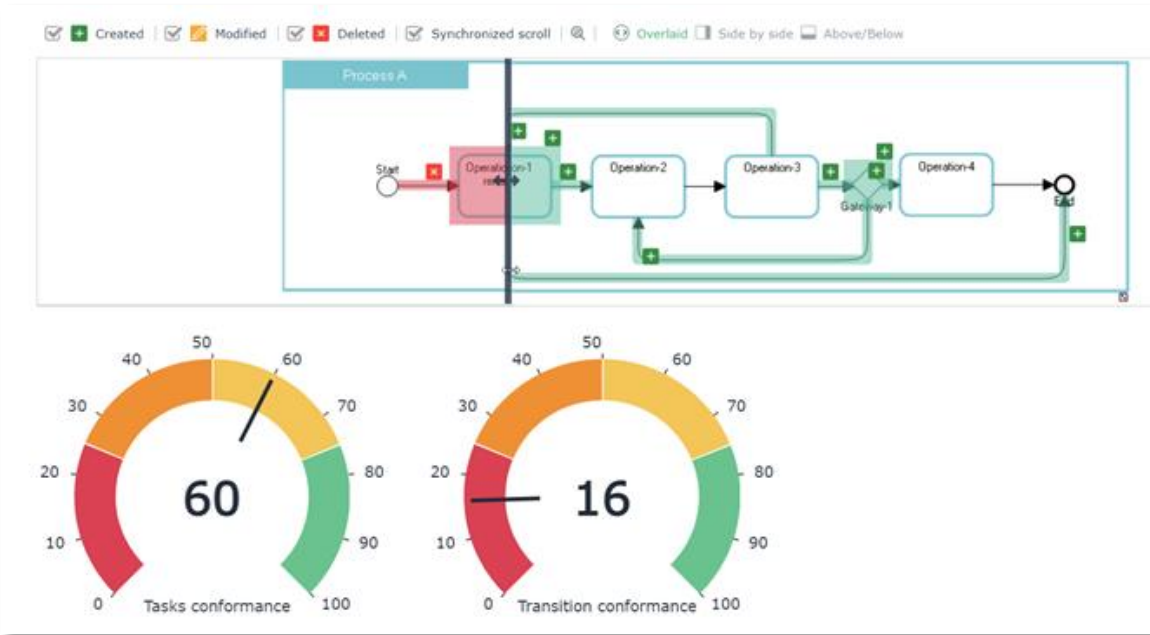 Created Modified Deleted Synchronized scroll Overlaid Side by side Above/Below
Process A
Start
Operation-2
Operation-3
Gateway-1
Operation-4
End
50
40 60
30 70
20 80
10 90
0 100
60
Tasks conformance
50
40 60
30 70
20 80
10 90
0 100
16
Transition conformance